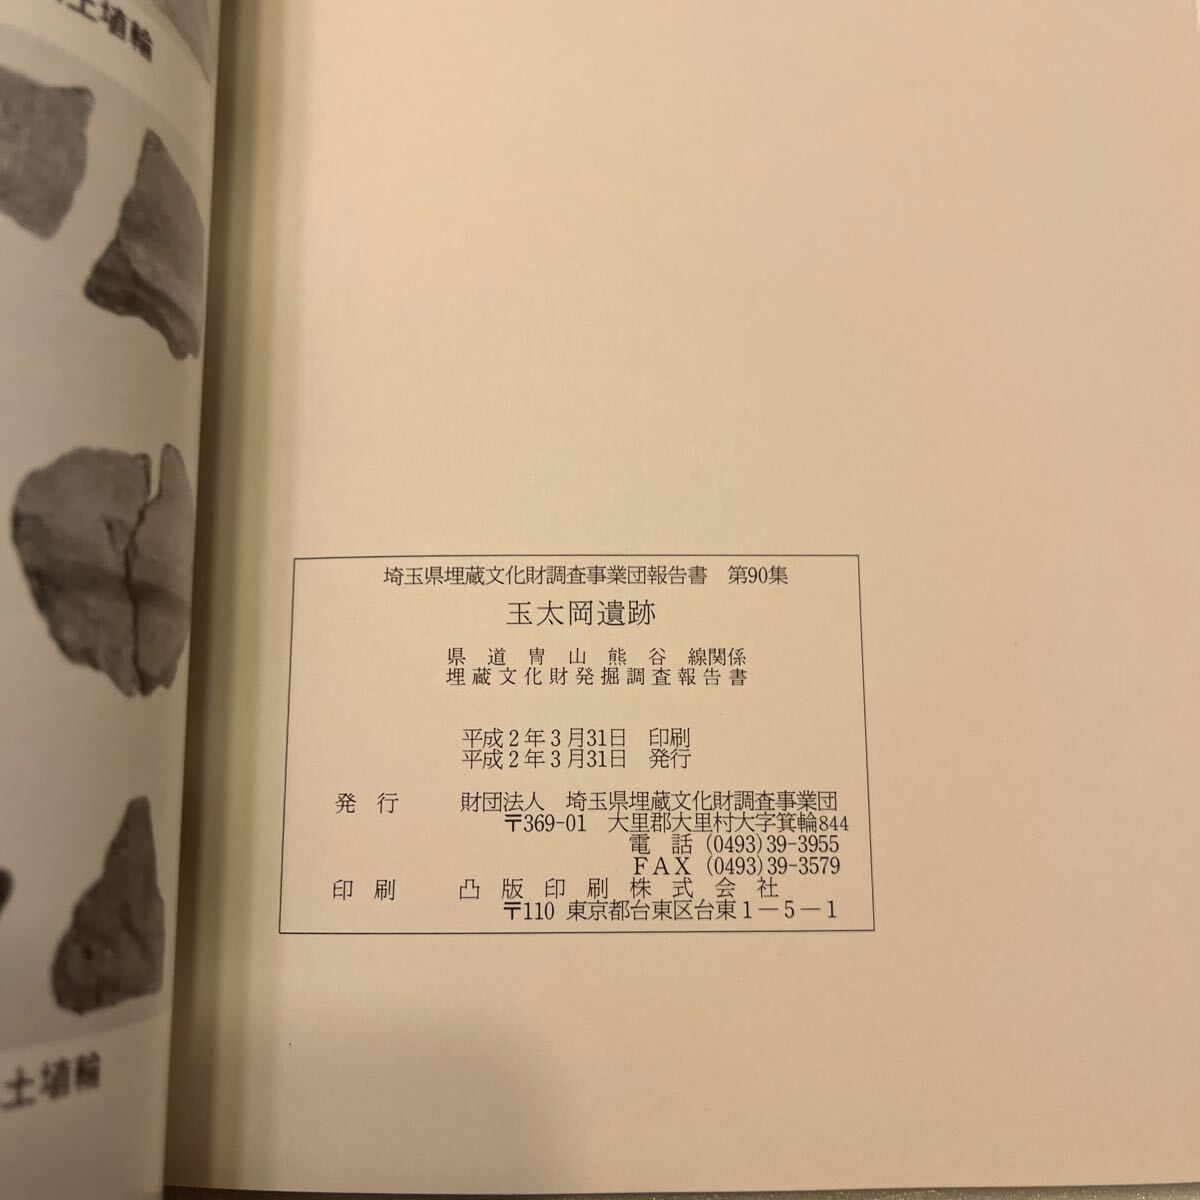 土埴輪
土埴輪
埼玉県埋蔵文化財調査事業団報告書　第90集
玉太岡遺跡
県道冑山熊谷線関係
埋蔵文化財発掘調査報告書
平成2年3月31日　印刷
平成2年3月31日　発行
発行　財団法人　埼玉県埋蔵文化財調査事業団
〒369-01　大里郡大里村大字箕輪844
電話 (0493)39-3955
FAX (0493)39-3579
印刷　凸版印刷株式会社
〒110 東京都台東区台東1－5－1